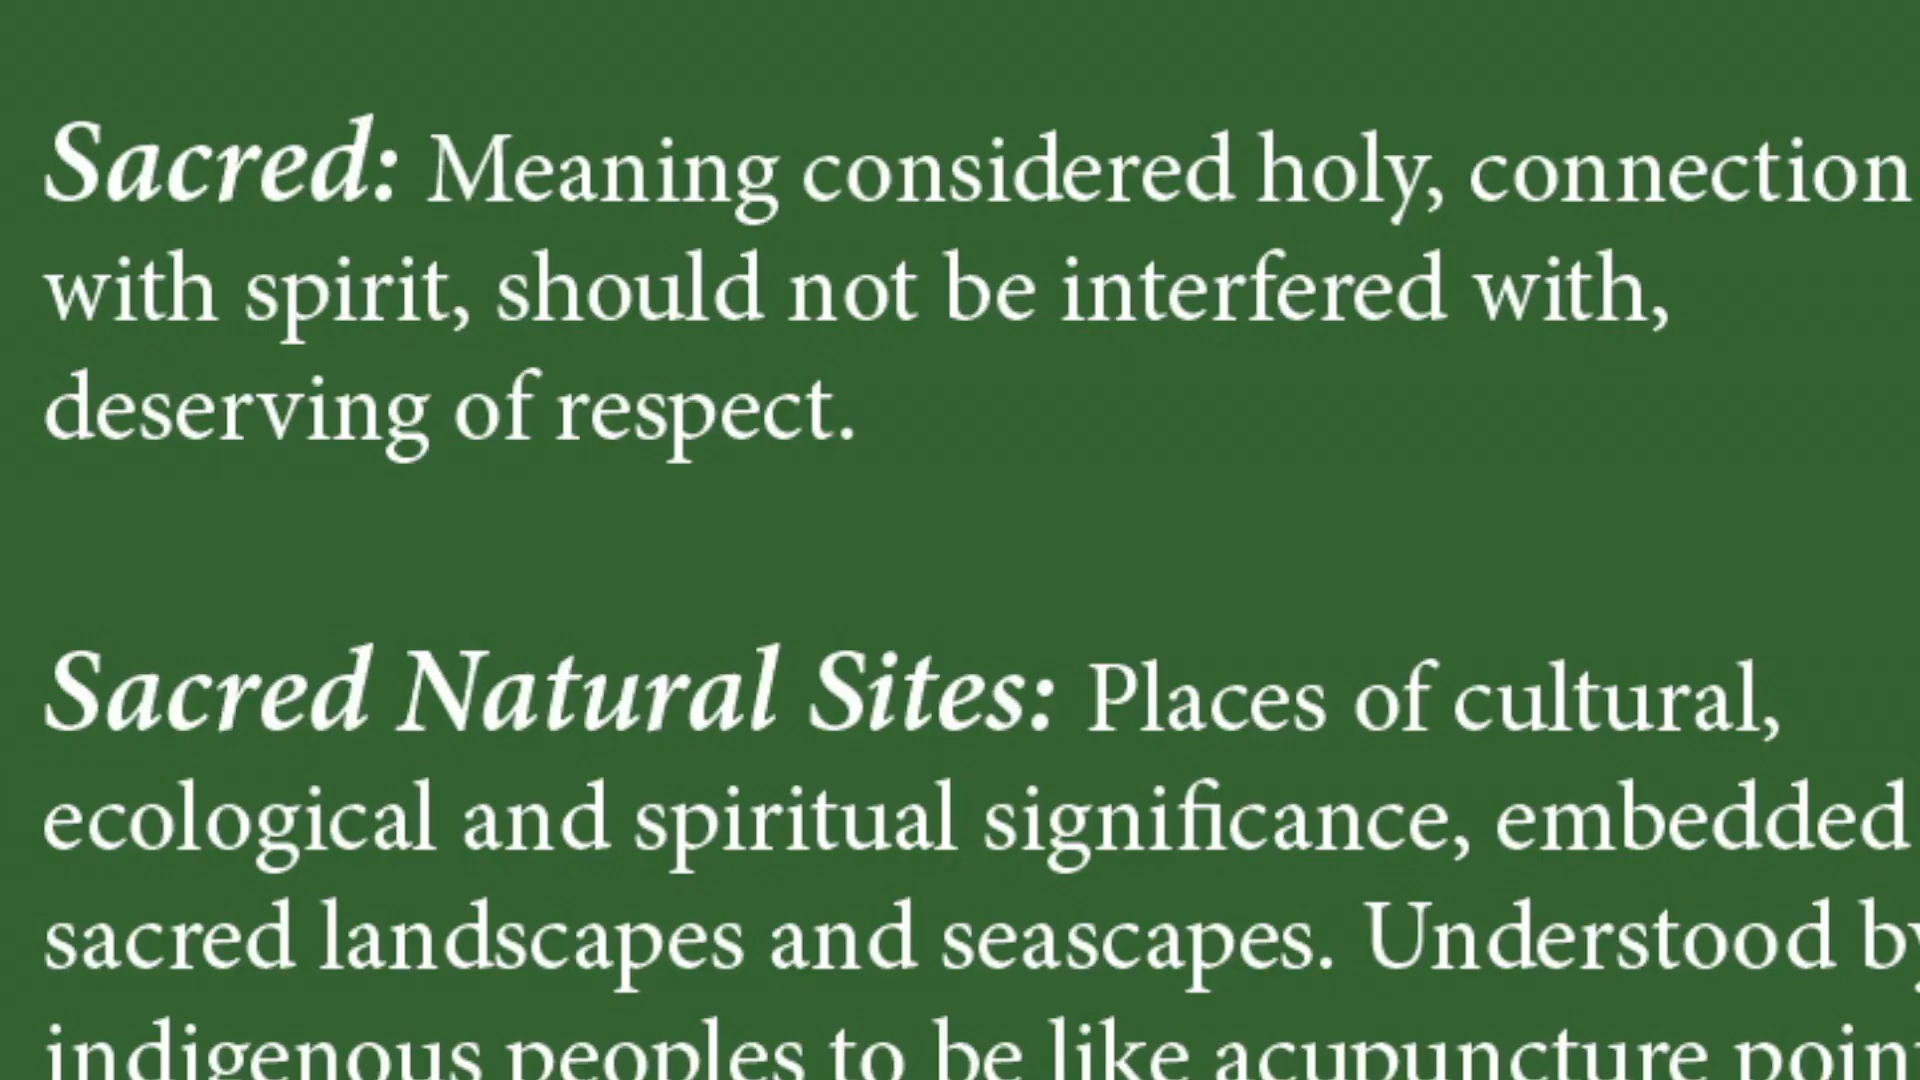 Sacred: Meaning considered holy, connection
with spirit, should not be interfered with,
deserving of respect.
Sacred Natural Sites: Places of cultural,
ecological and spiritual significance, embedded
sacred landscapes and seascapes. Understood by
indigenous peoples to be like acupuncture